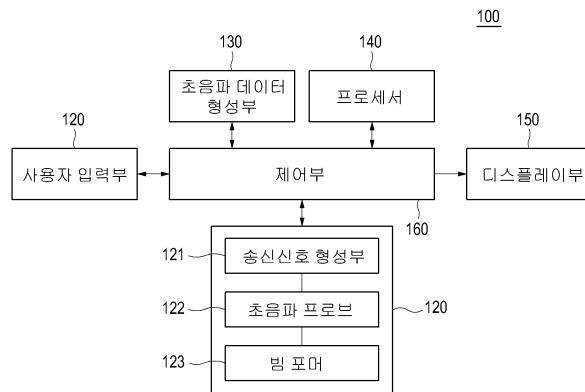 100
130
140
초음파 데이터
형성부
프로세서
120
150
사용자 입력부
제어부
디스플레이부
160
121
송신신호 형성부
122
초음파 프로브
120
123
빔 포머